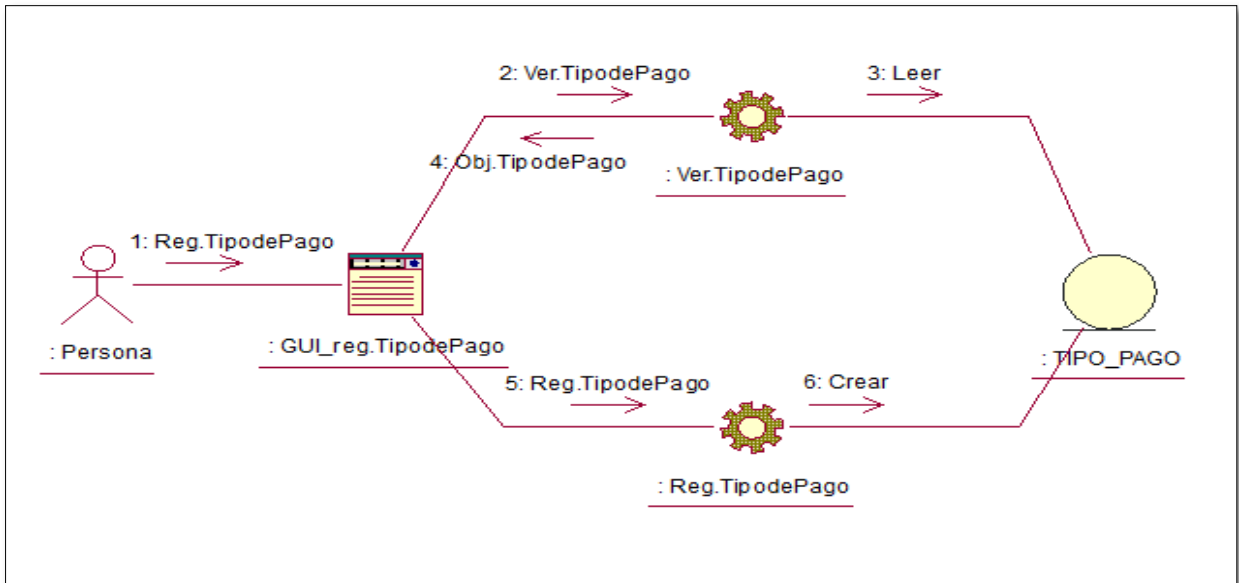 2: Ver.TipodePago
3: Leer
4: Obj.TipodePago
: Ver.TipodePago
1: Reg.TipodePago
: Persona
: GUI_reg.TipodePago
: TIPO_PAGO
5: Reg.TipodePago
6: Crear
: Reg.TipodePago